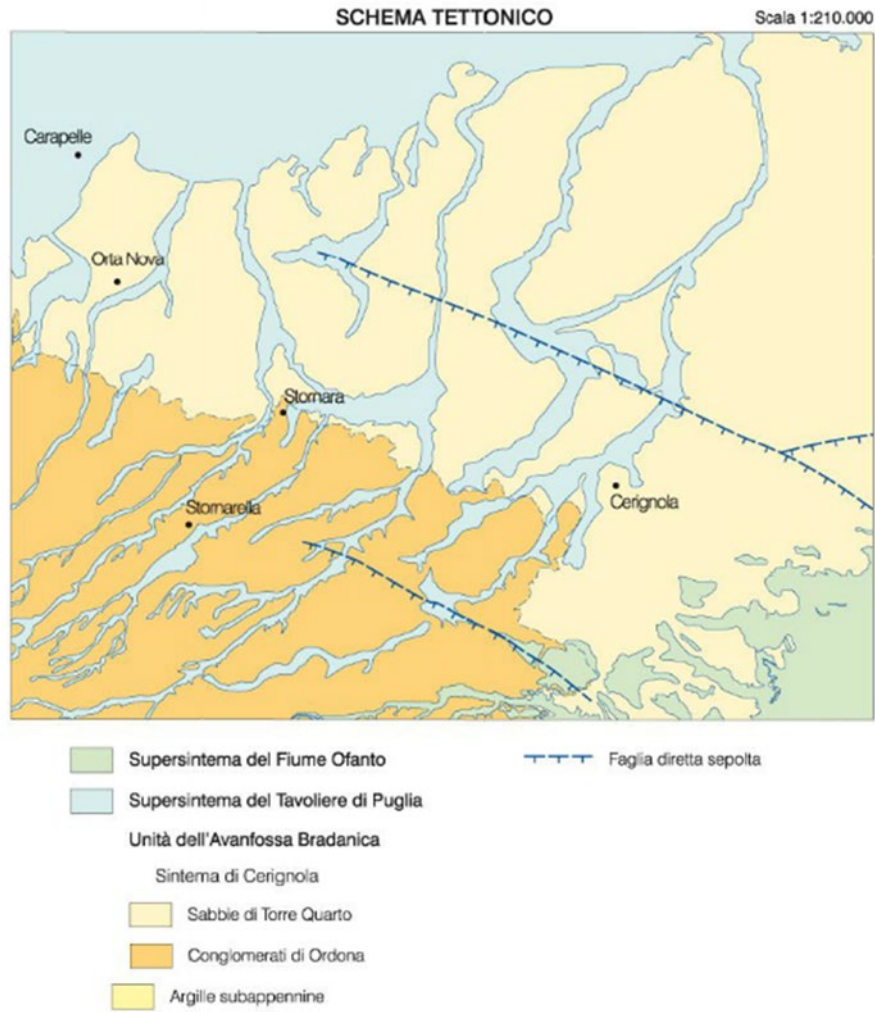 SCHEMA TETTONICO
Scala 1:210.000
Carapelle
Orta Nova
Stornara
Stornarella
Cerignola
Supersintema del Fiume Ofanto
Faglia diretta sepolta
Supersintema del Tavoliere di Puglia
Unità dell'Avanfossa Bradanica
Sintema di Cerignola
Sabbie di Torre Quarto
Conglomerati di Ordona
Argille subappennine